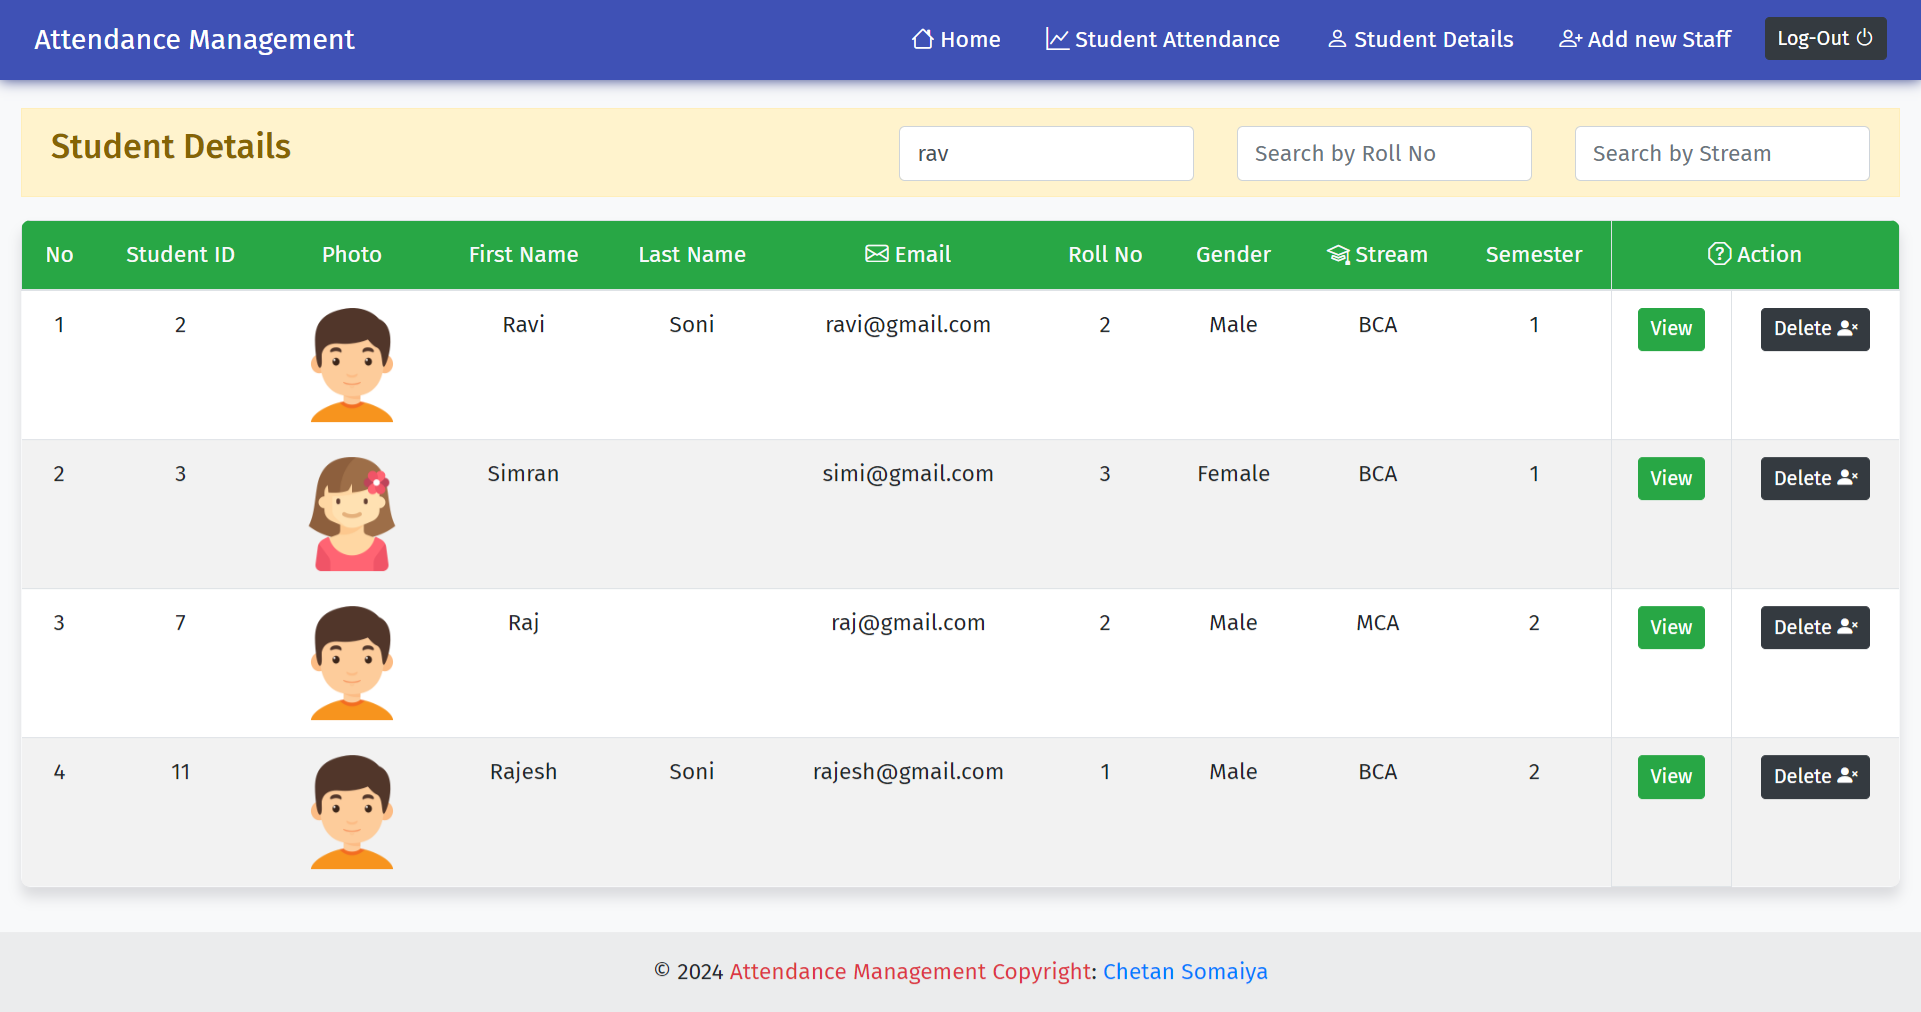 Attendance Management Home Student Attendance Student Details Add new Staff Log-Out
Student Details rav Search by Roll No Search by Stream
No Student ID Photo First Name Last Name Email Roll No Gender Stream Semester Action
1 2 Ravi Soni ravi@gmail.com 2 Male BCA 1 View Delete
2 3 Simran simi@gmail.com 3 Female BCA 1 View Delete
3 7 Raj raj@gmail.com 2 Male MCA 2 View Delete
4 11 Rajesh Soni rajesh@gmail.com 1 Male BCA 2 View Delete
© 2024 Attendance Management Copyright: Chetan Somaiya